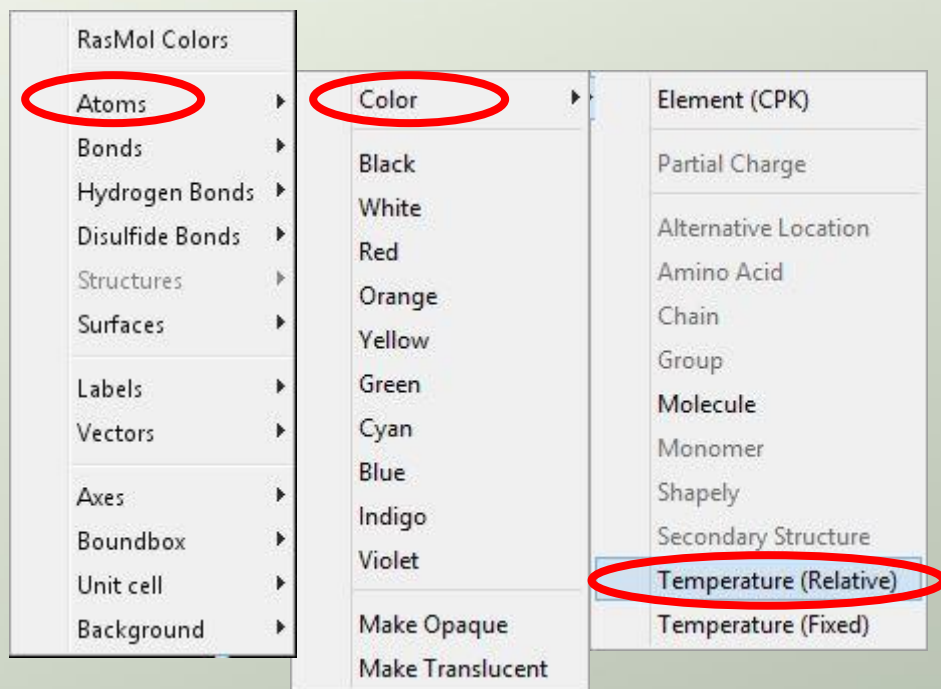 RasMol Colors
Atoms
Bonds
Hydrogen Bonds
Disulfide Bonds
Structures
Surfaces
Labels
Vectors
Axes
Boundbox
Unit cell
Background
Color
Black
White
Red
Orange
Yellow
Green
Cyan
Blue
Indigo
Violet
Make Opaque
Make Translucent
Element (CPK)
Partial Charge
Alternative Location
Amino Acid
Chain
Group
Molecule
Monomer
Shapely
Secondary Structure
Temperature (Relative)
Temperature (Fixed)